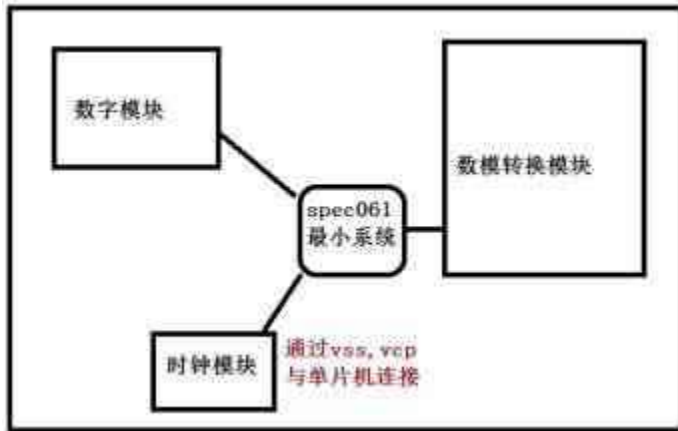 数字模块
数模转换模块
spec061
最小系统
时钟模块
通过vss,vcp
与单片机连接